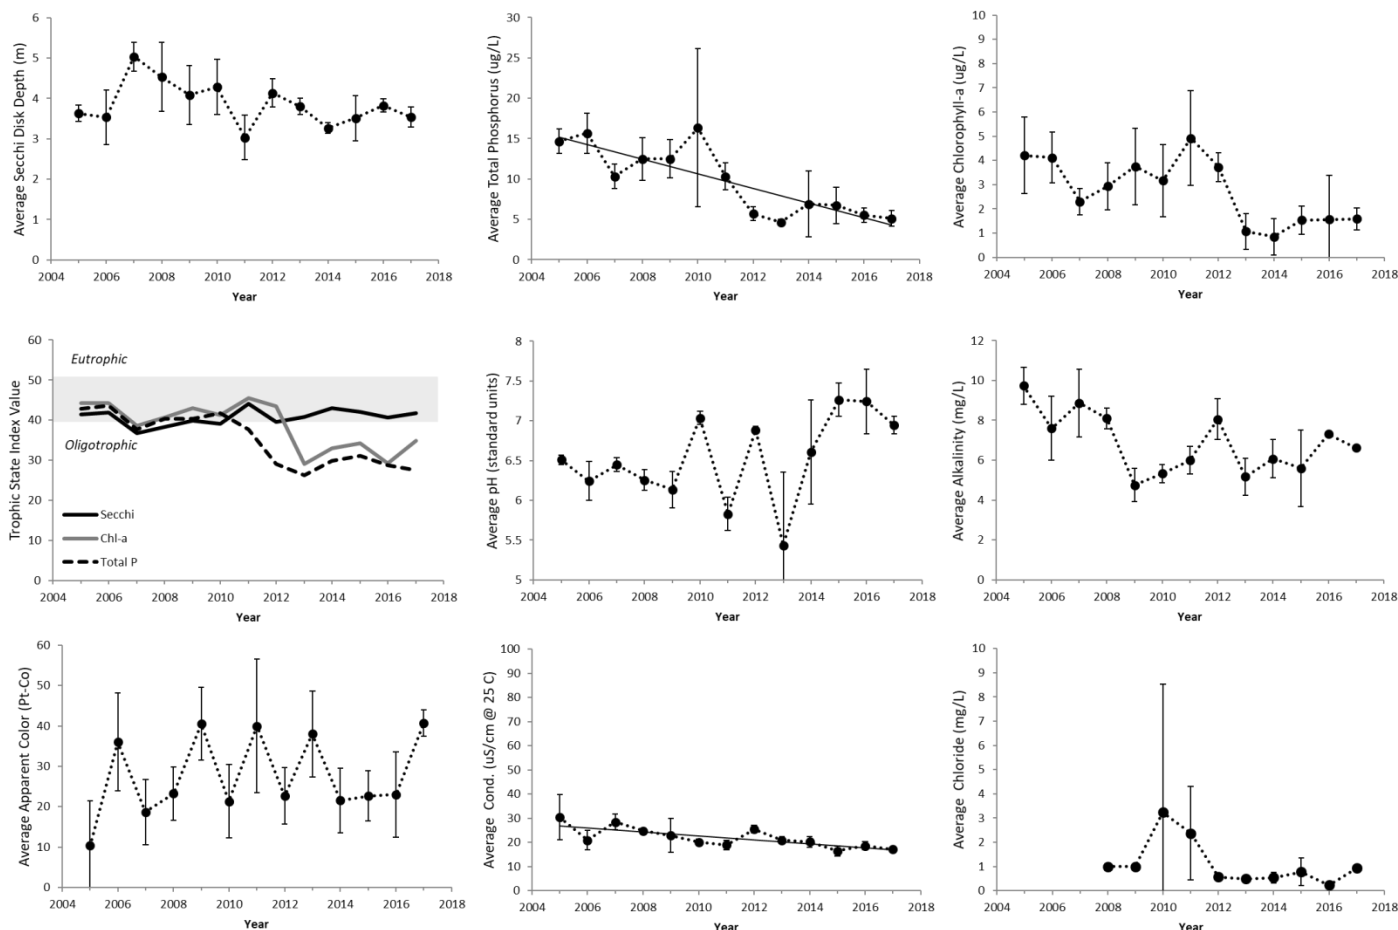 Average Secchi Disk Depth (m)
6
5
4
3
2
1
0
2004 2006 2008 2010 2012 2014 2016 2018
Year
Average Total Phosphorus (ug/L)
30
25
20
15
10
5
0
2004 2006 2008 2010 2012 2014 2016 2018
Year
Average Chlorophyll-a (ug/L)
10
9
8
7
6
5
4
3
2
1
0
2004 2006 2008 2010 2012 2014 2016 2018
Year
Trophic State Index Value
60
50
40
30
20
10
0
Eutrophic
Oligotrophic
Secchi
Chl-a
Total P
2004 2006 2008 2010 2012 2014 2016 2018
Year
Average pH (standard units)
8
7.5
7
6.5
6
5.5
5
2004 2006 2008 2010 2012 2014 2016 2018
Year
Average Alkalinity (mg/L)
12
10
8
6
4
2
0
2004 2006 2008 2010 2012 2014 2016 2018
Year
Average Apparent Color (Pt-Co)
60
50
40
30
20
10
0
2004 2006 2008 2010 2012 2014 2016 2018
Year
Average Cond. (uS/cm @ 25 C)
100
90
80
70
60
50
40
30
20
10
0
2004 2006 2008 2010 2012 2014 2016 2018
Year
Average Chloride (mg/L)
10
9
8
7
6
5
4
3
2
1
0
2004 2006 2008 2010 2012 2014 2016 2018
Year